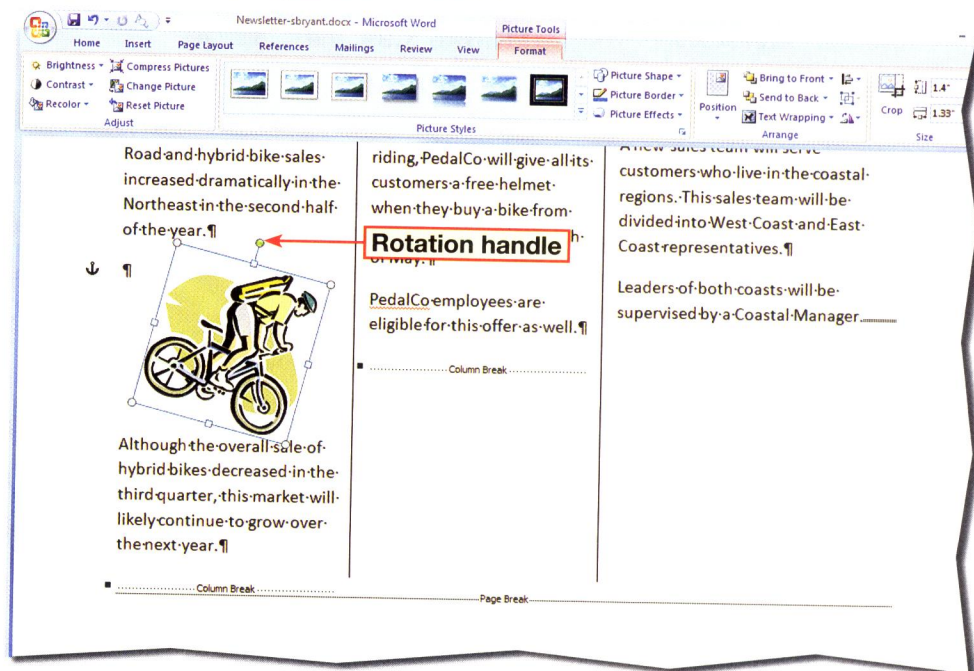 Newsletter-sbryant.docx - Microsoft Word
Picture Tools
Home Insert Page Layout References Mailings Review View Format
Brightness
Contrast
Recolor
Compress Pictures
Change Picture
Reset Picture
Adjust
Picture Styles
Picture Shape
Picture Border
Picture Effects
Position
Bring to Front
Send to Back
Text Wrapping
Arrange
Crop
1.4"
1.33"
Size
Road·and·hybrid·bike·sales·
increased·dramatically·in·the·
Northeast·in·the·second·half·
of·the·year.¶
¶
Although·the·overall·sale·of·
hybrid·bikes·decreased·in·the·
third·quarter,·this·market·will·
likely·continue·to·grow·over·
the·next·year.¶
Column Break
riding,·PedalCo·will·give·all·its·
customers·a·free·helmet·
when·they·buy·a·bike·from·
Rotation handle
of·May.·¶
PedalCo·employees·are·
eligible·for·this·offer·as·well.¶
Column Break
A·new·sales·team·will·serve·
customers·who·live·in·the·coastal·
regions.·This·sales·team·will·be·
divided·into·West·Coast·and·East·
Coast·representatives.¶
Leaders·of·both·coasts·will·be·
supervised·by·a·Coastal·Manager.
Page Break